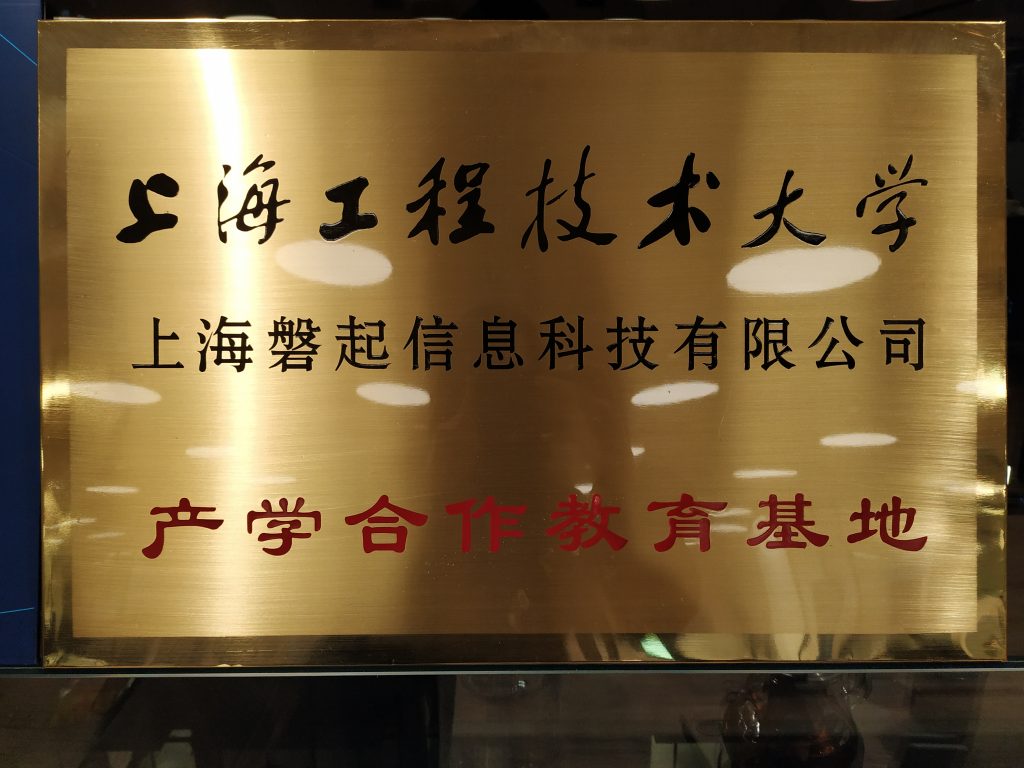 上海工程技术大学
上海磐起信息科技有限公司
产学合作教育基地